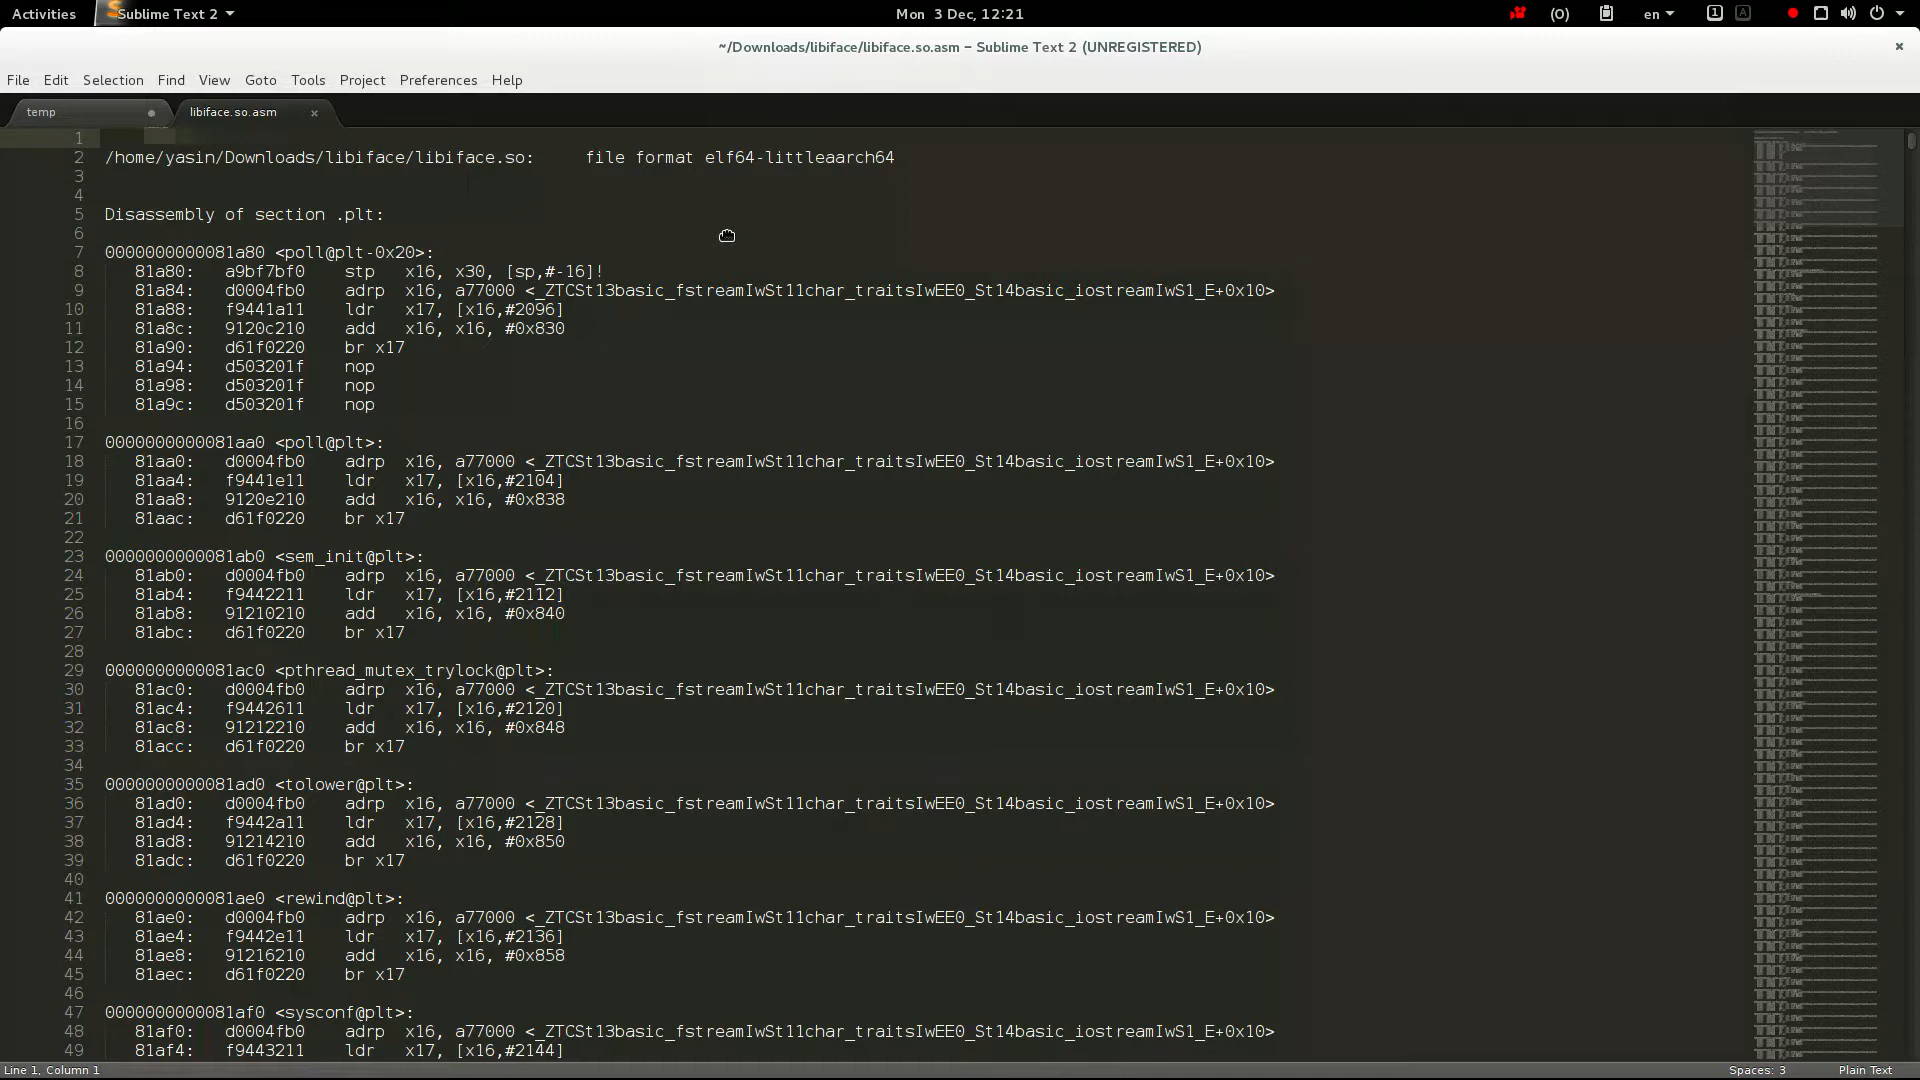 Activities
Sublime Text 2
Mon 3 Dec, 12:21
(0)
en
1
A
~/Downloads/libiface/libiface.so.asm – Sublime Text 2 (UNREGISTERED)
File Edit Selection Find View Goto Tools Project Preferences Help
temp
libiface.so.asm
1
2 /home/yasin/Downloads/libiface/libiface.so:     file format elf64-littleaarch64
3
4
5 Disassembly of section .plt:
6
7 0000000000081a80 <poll@plt-0x20>:
8    81a80:   a9bf7bf0    stp   x16, x30, [sp,#-16]!
9    81a84:   d0004fb0    adrp  x16, a77000 <_ZTCSt13basic_fstreamIwSt11char_traitsIwEE0_St14basic_iostreamIwS1_E+0x10>
10    81a88:   f9441a11    ldr   x17, [x16,#2096]
11    81a8c:   9120c210    add   x16, x16, #0x830
12    81a90:   d61f0220    br x17
13    81a94:   d503201f    nop
14    81a98:   d503201f    nop
15    81a9c:   d503201f    nop
16
17 0000000000081aa0 <poll@plt>:
18    81aa0:   d0004fb0    adrp  x16, a77000 <_ZTCSt13basic_fstreamIwSt11char_traitsIwEE0_St14basic_iostreamIwS1_E+0x10>
19    81aa4:   f9441e11    ldr   x17, [x16,#2104]
20    81aa8:   9120e210    add   x16, x16, #0x838
21    81aac:   d61f0220    br x17
22
23 0000000000081ab0 <sem_init@plt>:
24    81ab0:   d0004fb0    adrp  x16, a77000 <_ZTCSt13basic_fstreamIwSt11char_traitsIwEE0_St14basic_iostreamIwS1_E+0x10>
25    81ab4:   f9442211    ldr   x17, [x16,#2112]
26    81ab8:   91210210    add   x16, x16, #0x840
27    81abc:   d61f0220    br x17
28
29 0000000000081ac0 <pthread_mutex_trylock@plt>:
30    81ac0:   d0004fb0    adrp  x16, a77000 <_ZTCSt13basic_fstreamIwSt11char_traitsIwEE0_St14basic_iostreamIwS1_E+0x10>
31    81ac4:   f9442611    ldr   x17, [x16,#2120]
32    81ac8:   91212210    add   x16, x16, #0x848
33    81acc:   d61f0220    br x17
34
35 0000000000081ad0 <tolower@plt>:
36    81ad0:   d0004fb0    adrp  x16, a77000 <_ZTCSt13basic_fstreamIwSt11char_traitsIwEE0_St14basic_iostreamIwS1_E+0x10>
37    81ad4:   f9442a11    ldr   x17, [x16,#2128]
38    81ad8:   91214210    add   x16, x16, #0x850
39    81adc:   d61f0220    br x17
40
41 0000000000081ae0 <rewind@plt>:
42    81ae0:   d0004fb0    adrp  x16, a77000 <_ZTCSt13basic_fstreamIwSt11char_traitsIwEE0_St14basic_iostreamIwS1_E+0x10>
43    81ae4:   f9442e11    ldr   x17, [x16,#2136]
44    81ae8:   91216210    add   x16, x16, #0x858
45    81aec:   d61f0220    br x17
46
47 0000000000081af0 <sysconf@plt>:
48    81af0:   d0004fb0    adrp  x16, a77000 <_ZTCSt13basic_fstreamIwSt11char_traitsIwEE0_St14basic_iostreamIwS1_E+0x10>
49    81af4:   f9443211    ldr   x17, [x16,#2144]
Line 1, Column 1
Spaces: 3
Plain Text